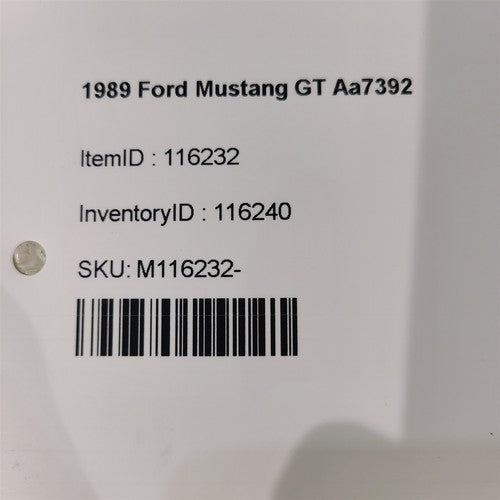 1989 Ford Mustang GT Aa7392
ItemID : 116232
InventoryID : 116240
SKU: M116232-